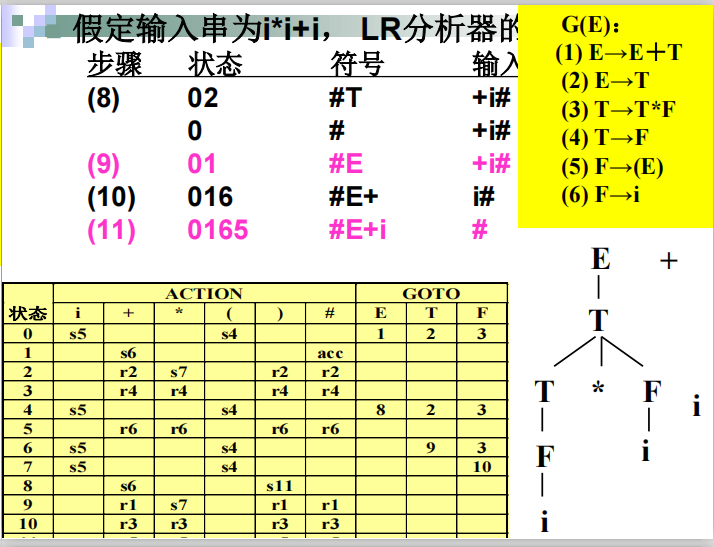 假定输入串为i*i+i， LR分析器的
步骤 状态 符号 输入
(8) 02 #T +i#
0 # +i#
(9) 01 #E +i#
(10) 016 #E+ i#
(11) 0165 #E+i #
G(E)：
(1) E→E＋T
(2) E→T
(3) T→T*F
(4) T→F
(5) F→(E)
(6) F→i
ACTION GOTO
状态 i + * ( ) # E T F
0 s5 s4 1 2 3
1 s6 acc
2 r2 s7 r2 r2
3 r4 r4 r4 r4
4 s5 s4 8 2 3
5 r6 r6 r6 r6
6 s5 s4 9 3
7 s5 s4 10
8 s6 s11
9 r1 s7 r1 r1
10 r3 r3 r3 r3
E +
T
T * F i
F i
i